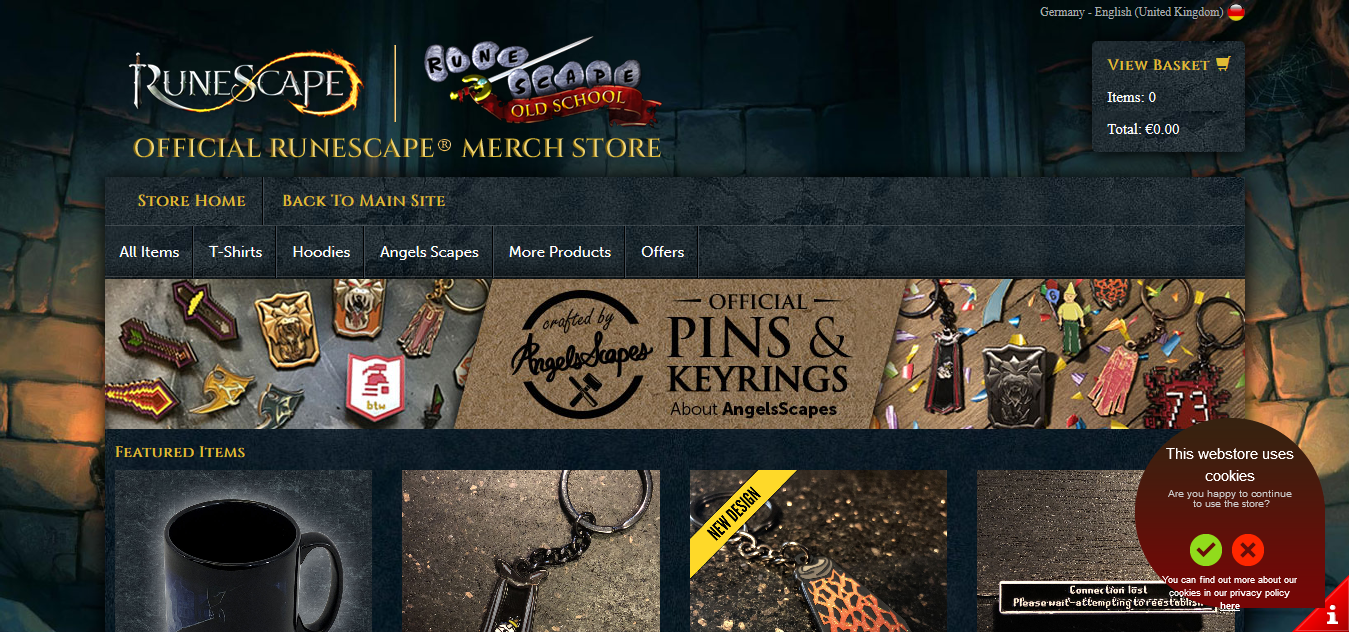 Germany - English (United Kingdom)
RUNESCAPE
RUNE
SCAPE
OLD SCHOOL
OFFICIAL RUNESCAPE® MERCH STORE
VIEW BASKET
Items: 0
Total: €0.00
STORE HOME
BACK TO MAIN SITE
All Items
T-Shirts
Hoodies
Angels Scapes
More Products
Offers
btw
crafted by
AngelsScapes
OFFICIAL
PINS &
KEYRINGS
About AngelsScapes
73
FEATURED ITEMS
NEW DESIGN
Connection lost
Please wait - attempting to reestablish
This webstore uses
cookies
Are you happy to continue
to use the store?
You can find out more about our
cookies in our privacy policy
here
i